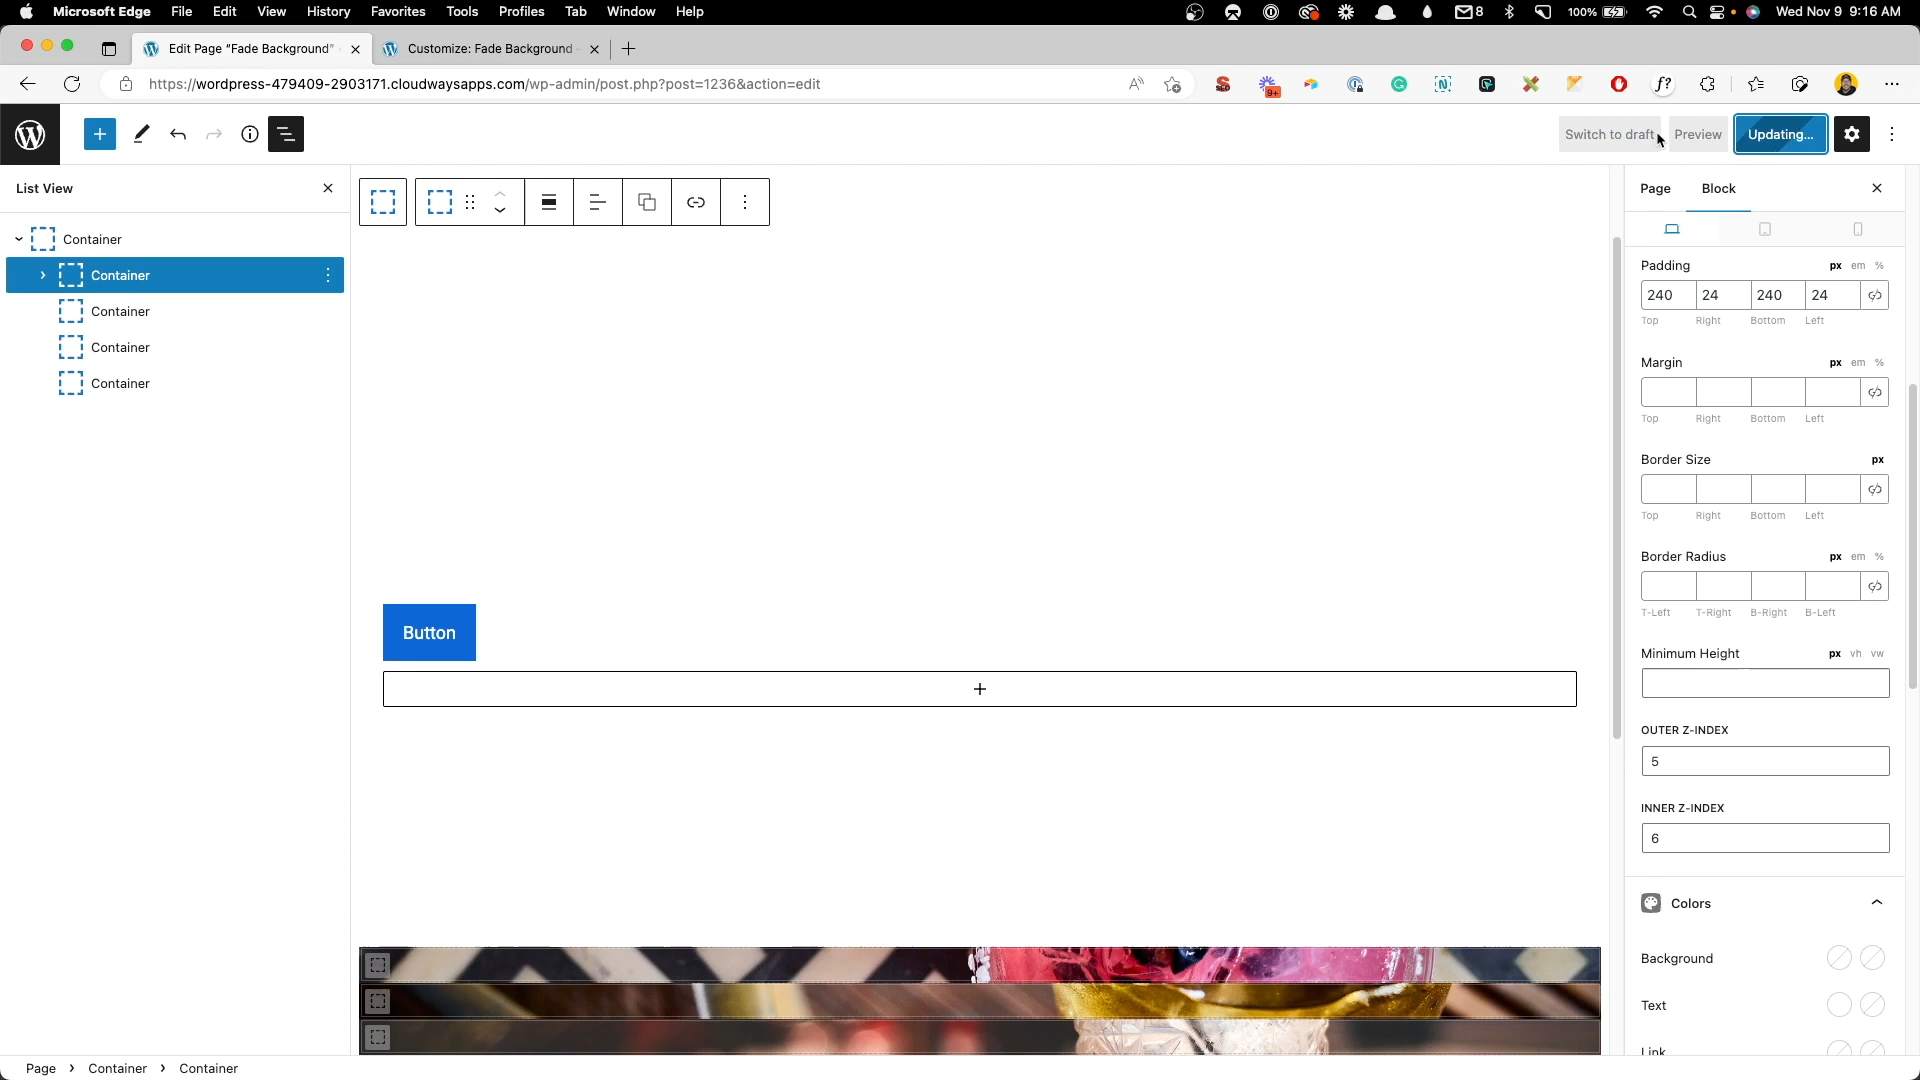 Microsoft Edge File Edit View History Favorites Tools Profiles Tab Window Help 8 100% Wed Nov 9 9:16 AM
Edit Page "Fade Background" Customize: Fade Background
https://wordpress-479409-2903171.cloudwaysapps.com/wp-admin/post.php?post=1236&action=edit
9+
Switch to draft Preview Updating...
List View
Container
Container
Container
Container
Container
Button
Page Block
Padding px em %
240 24 240 24
Top Right Bottom Left
Margin px em %
Top Right Bottom Left
Border Size px
Top Right Bottom Left
Border Radius px em %
T-Left T-Right B-Right B-Left
Minimum Height px vh vw
OUTER Z-INDEX
5
INNER Z-INDEX
6
Colors
Background
Text
Link
Page > Container > Container